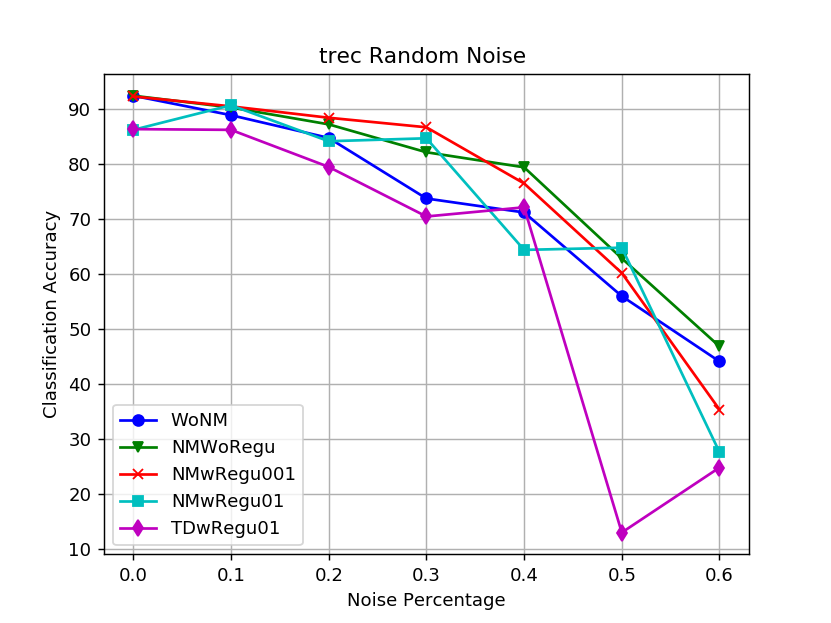 trec Random Noise
Classification Accuracy
90
80
70
60
50
40
30
20
10
WoNM
NMWoRegu
NMwRegu001
NMwRegu01
TDwRegu01
0.0 0.1 0.2 0.3 0.4 0.5 0.6
Noise Percentage